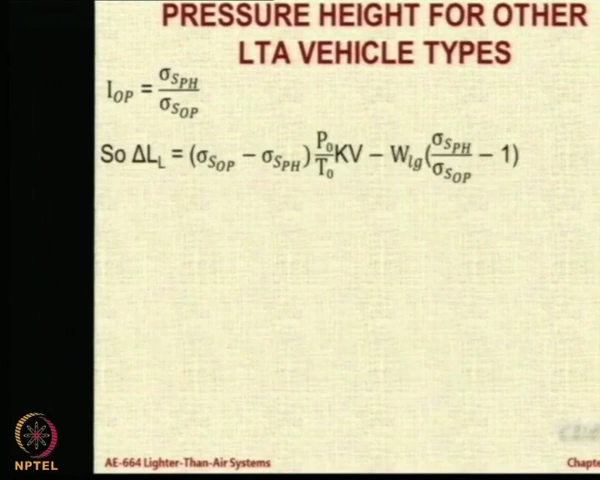 PRESSURE HEIGHT FOR OTHER
LTA VEHICLE TYPES
I_OP = σ_S_PH / σ_S_OP
So ΔL_L = (σ_S_OP − σ_S_PH) P_0/T_0 KV − W_lg(σ_S_PH/σ_S_OP − 1)
NPTEL
AE-664 Lighter-Than-Air Systems
Chapte